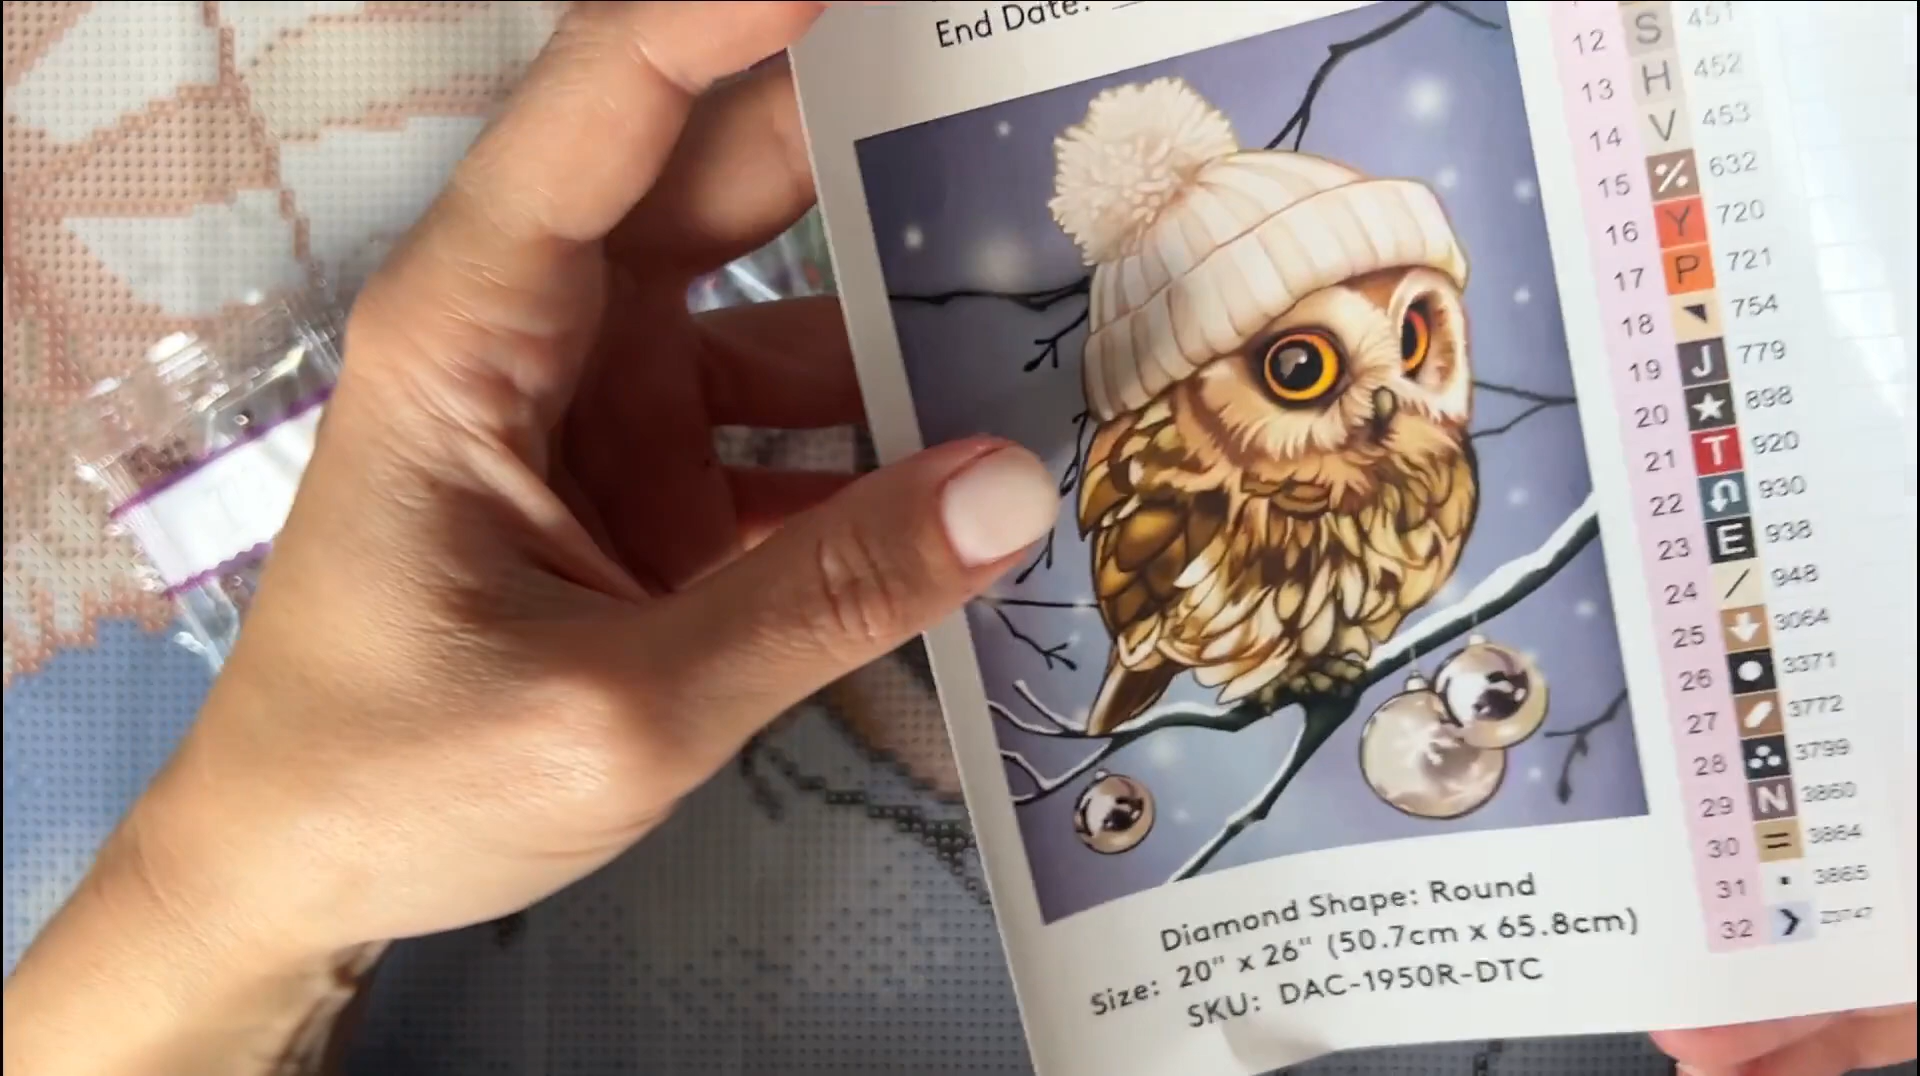 End Date:
12 S 451
13 H 452
14 V 453
15 % 632
16 Y 720
17 P 721
18 754
19 J 779
20 ★ 898
21 T 920
22 930
23 E 938
24 / 948
25 3064
26 ● 3371
27 3772
28 3799
29 N 3860
30 = 3864
31 ▪ 3865
32
Diamond Shape: Round
Size: 20" x 26" (50.7cm x 65.8cm)
SKU: DAC-1950R-DTC